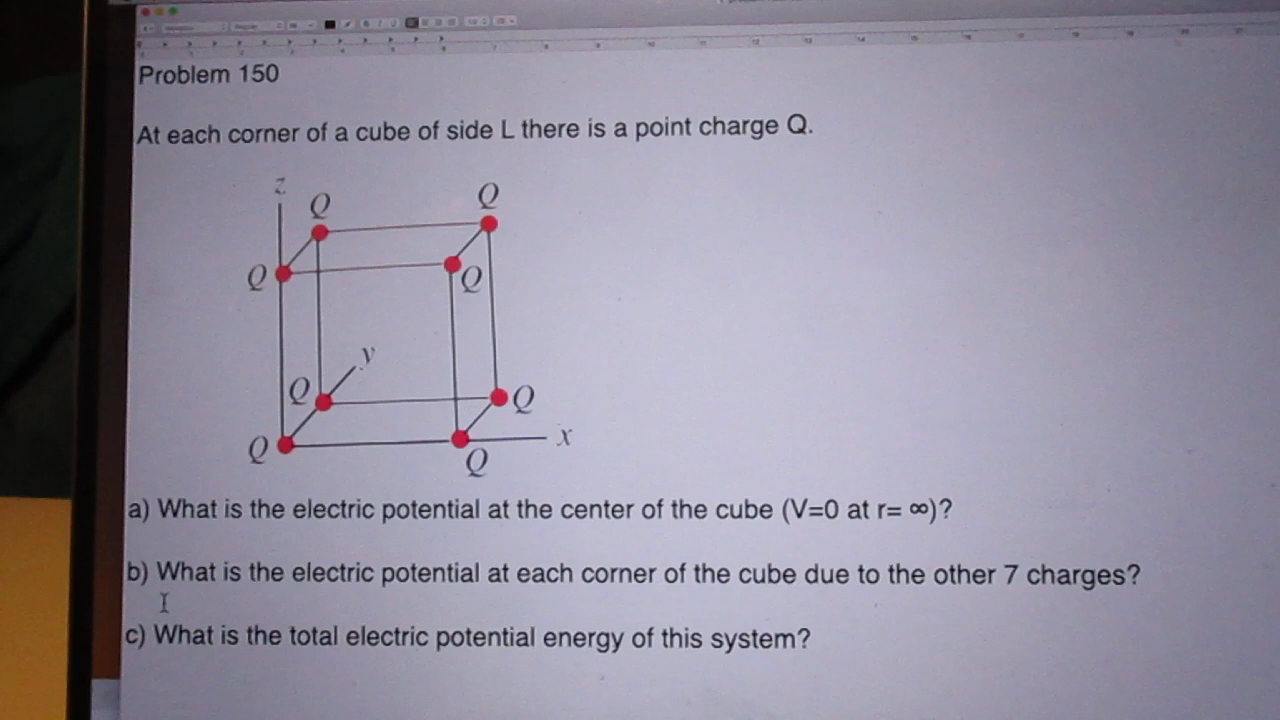 Problem 150
At each corner of a cube of side L there is a point charge Q.
z
Q
Q
Q
Q
y
Q
Q
Q
x
Q
a) What is the electric potential at the center of the cube (V=0 at r= ∞)?
b) What is the electric potential at each corner of the cube due to the other 7 charges?
c) What is the total electric potential energy of this system?